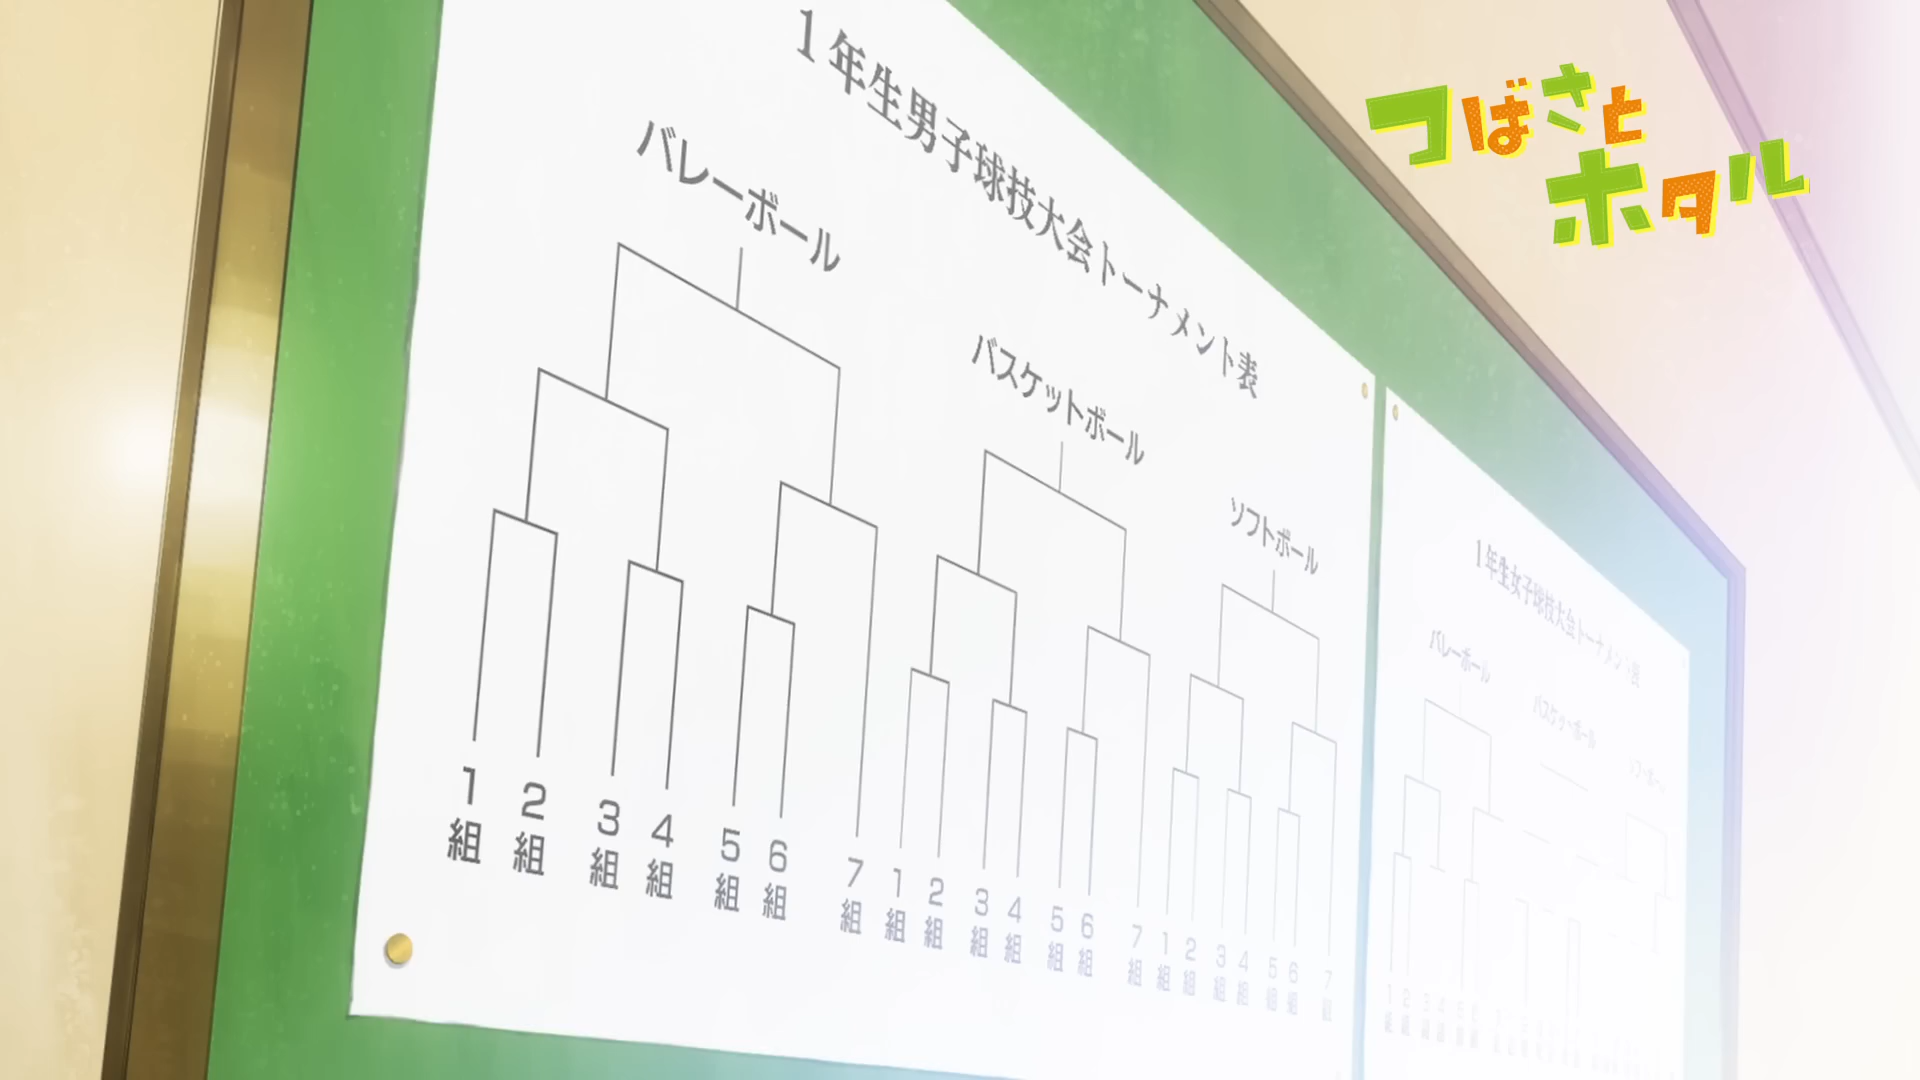 つばさと
ホタル
1年生男子球技大会トーナメント表
バレーボール
バスケットボール
ソフトボール
1組 2組 3組 4組 5組 6組 7組
1組 2組 3組 4組 5組 6組 7組
1組 2組 3組 4組 5組 6組 7組
1年生女子球技大会トーナメント表
バレーボール
バスケットボール